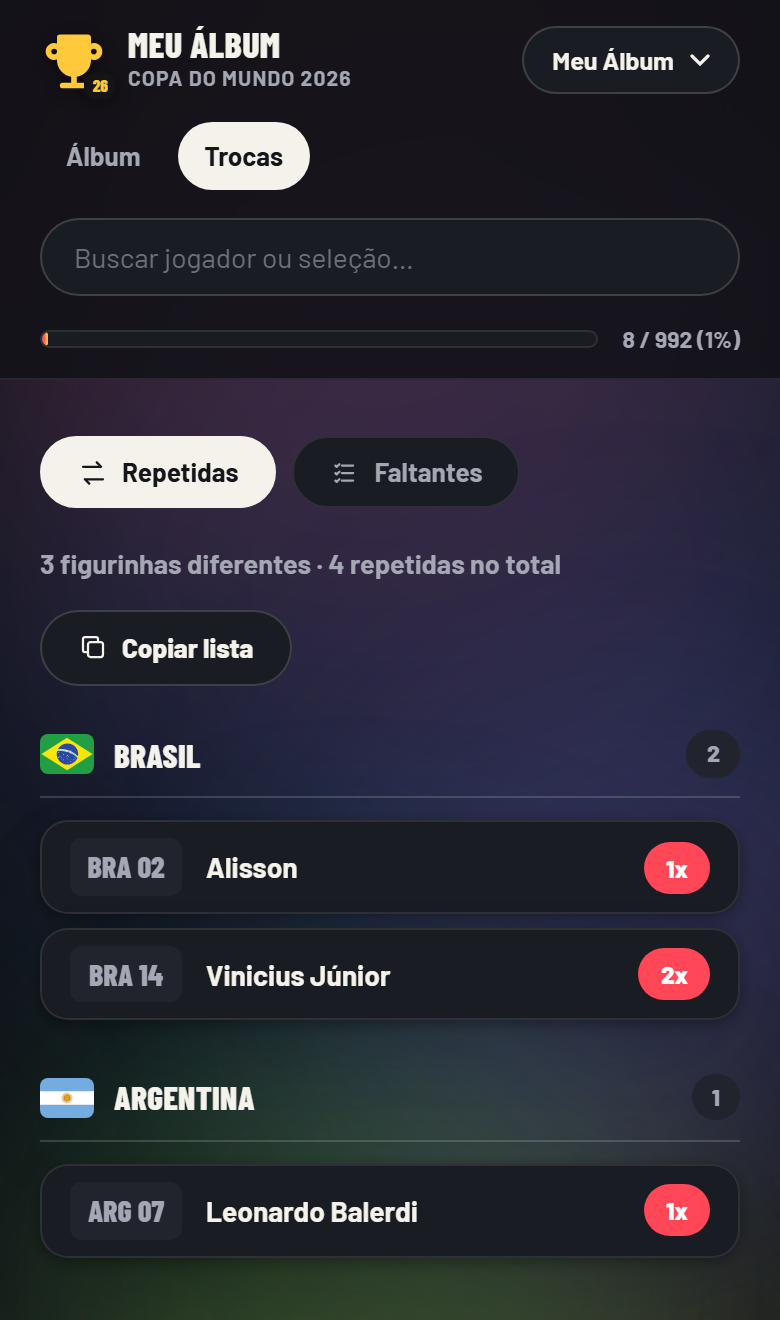 MEU ÁLBUM
COPA DO MUNDO 2026
26
Meu Álbum
Álbum
Trocas
Buscar jogador ou seleção...
8 / 992 (1%)
Repetidas
Faltantes
3 figurinhas diferentes · 4 repetidas no total
Copiar lista
BRASIL
2
BRA 02
Alisson
1x
BRA 14
Vinicius Júnior
2x
ARGENTINA
1
ARG 07
Leonardo Balerdi
1x